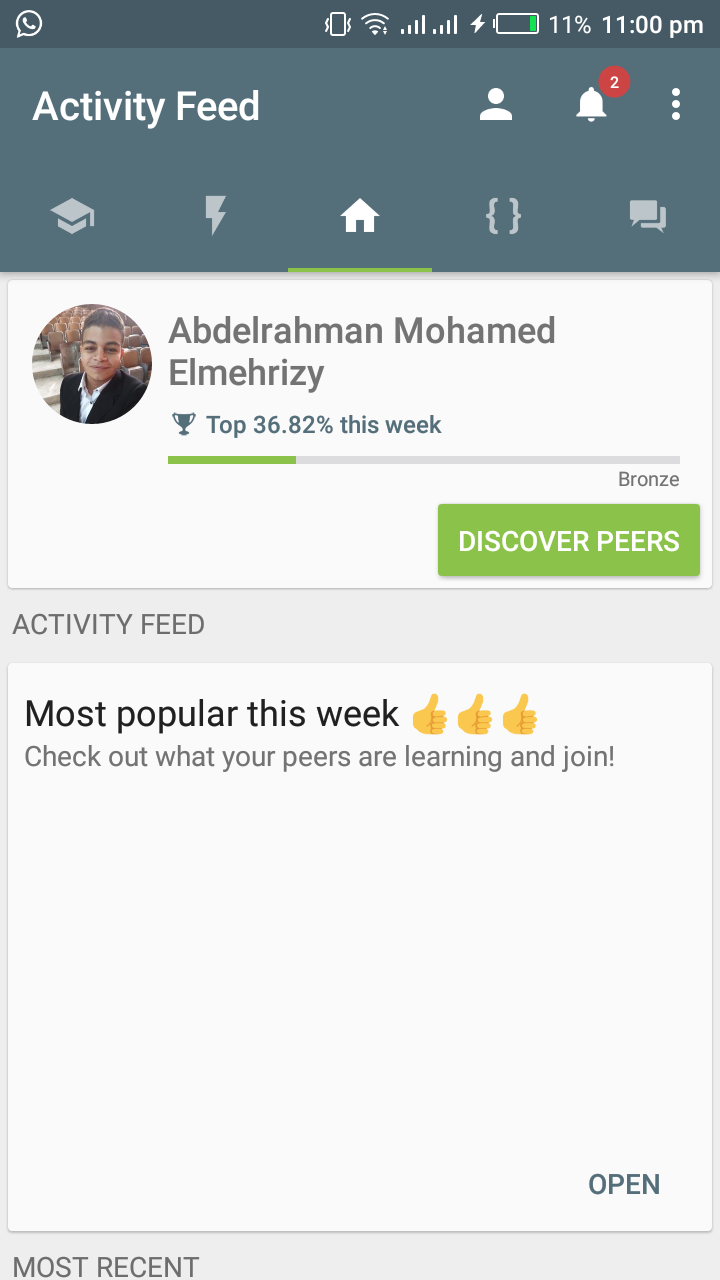 11% 11:00 pm
Activity Feed
2
{ }
Abdelrahman Mohamed
Elmehrizy
Top 36.82% this week
Bronze
DISCOVER PEERS
ACTIVITY FEED
Most popular this week 👍👍👍
Check out what your peers are learning and join!
OPEN
MOST RECENT